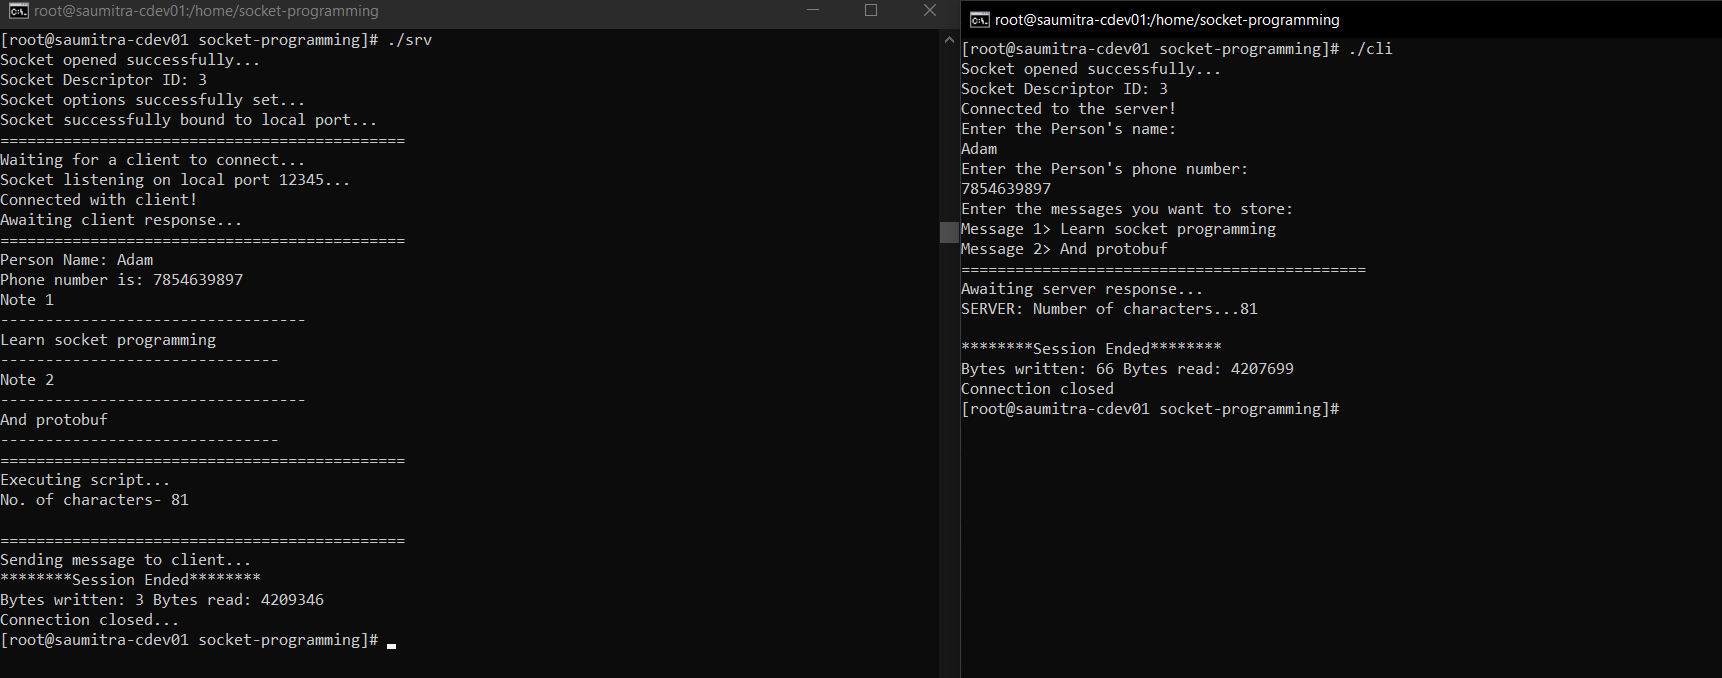 root@saumitra-cdev01:/home/socket-programming
[root@saumitra-cdev01 socket-programming]# ./srv
Socket opened successfully...
Socket Descriptor ID: 3
Socket options successfully set...
Socket successfully bound to local port...
=============================================
Waiting for a client to connect...
Socket listening on local port 12345...
Connected with client!
Awaiting client response...
=============================================
Person Name: Adam
Phone number is: 7854639897
Note 1
----------------------------------
Learn socket programming
-------------------------------
Note 2
----------------------------------
And protobuf
-------------------------------
=============================================
Executing script...
No. of characters- 81

=============================================
Sending message to client...
********Session Ended********
Bytes written: 3 Bytes read: 4209346
Connection closed...
[root@saumitra-cdev01 socket-programming]#
root@saumitra-cdev01:/home/socket-programming
[root@saumitra-cdev01 socket-programming]# ./cli
Socket opened successfully...
Socket Descriptor ID: 3
Connected to the server!
Enter the Person's name:
Adam
Enter the Person's phone number:
7854639897
Enter the messages you want to store:
Message 1> Learn socket programming
Message 2> And protobuf
=============================================
Awaiting server response...
SERVER: Number of characters...81

********Session Ended********
Bytes written: 66 Bytes read: 4207699
Connection closed
[root@saumitra-cdev01 socket-programming]#